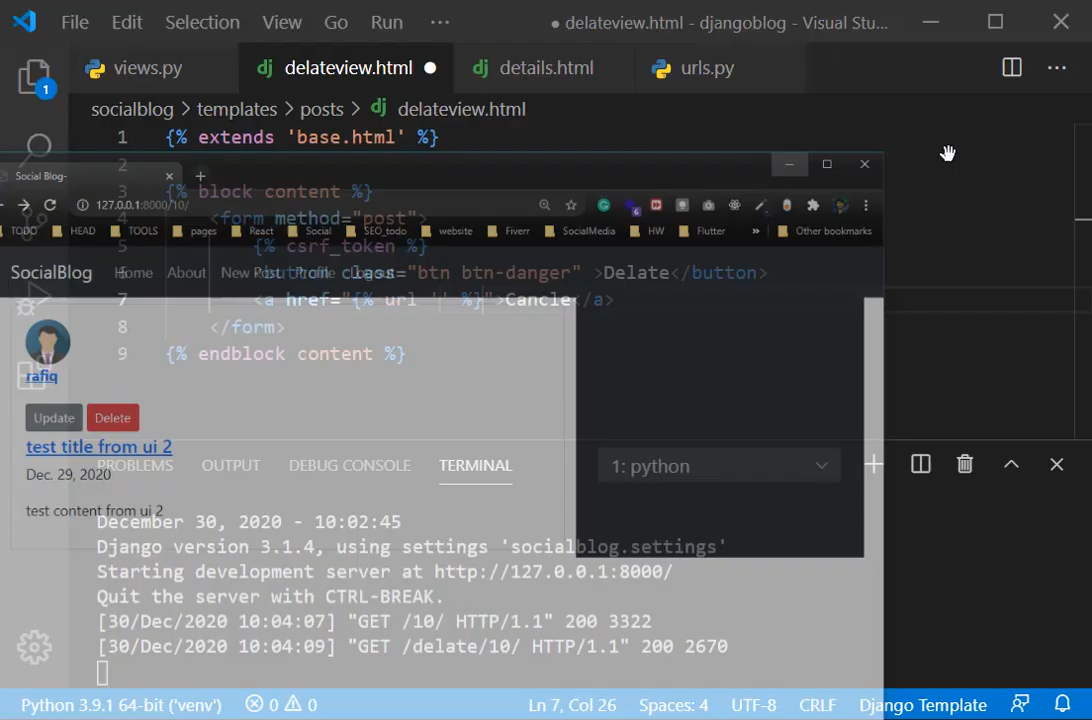 File Edit Selection View Go Run ··· ● delateview.html - djangoblog - Visual Stu...
views.py delateview.html details.html urls.py ···
1
socialblog > templates > posts > delateview.html
1 {% extends 'base.html' %}
2
Social Blog-
3 {% block content %}
127.0.0.1:8000/10/
6
4 <form method="post">
TODO HEAD TOOLS pages React Social SEO_todo website Fiverr SocialMedia HW Flutter » Other bookmarks
5 {% csrf_token %}
SocialBlog Home About New Post Profile Logout
<button class="btn btn-danger" >Delate</button>
7 <a href="{% url '' %}">Cancle</a>
8 </form>
9 {% endblock content %}
rafiq
Update Delete
test title from ui 2
Dec. 29, 2020
test content from ui 2
PROBLEMS OUTPUT DEBUG CONSOLE TERMINAL 1: python
December 30, 2020 - 10:02:45
Django version 3.1.4, using settings 'socialblog.settings'
Starting development server at http://127.0.0.1:8000/
Quit the server with CTRL-BREAK.
[30/Dec/2020 10:04:07] "GET /10/ HTTP/1.1" 200 3322
[30/Dec/2020 10:04:09] "GET /delate/10/ HTTP/1.1" 200 2670
Python 3.9.1 64-bit ('venv') 0 0 Ln 7, Col 26 Spaces: 4 UTF-8 CRLF Django Template